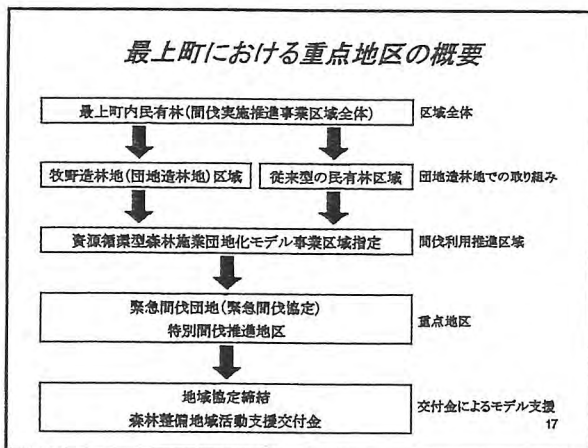 最上町における重点地区の概要
最上町内民有林(間伐実施推進事業区域全体)
区域全体
牧野造林地(団地造林地)区域
従来型の民有林区域
団地造林地での取り組み
資源循環型森林施業団地化モデル事業区域指定
間伐利用推進区域
緊急間伐団地(緊急間伐協定)
特別間伐推進地区
重点地区
地域協定締結
森林整備地域活動支援交付金
交付金によるモデル支援
17